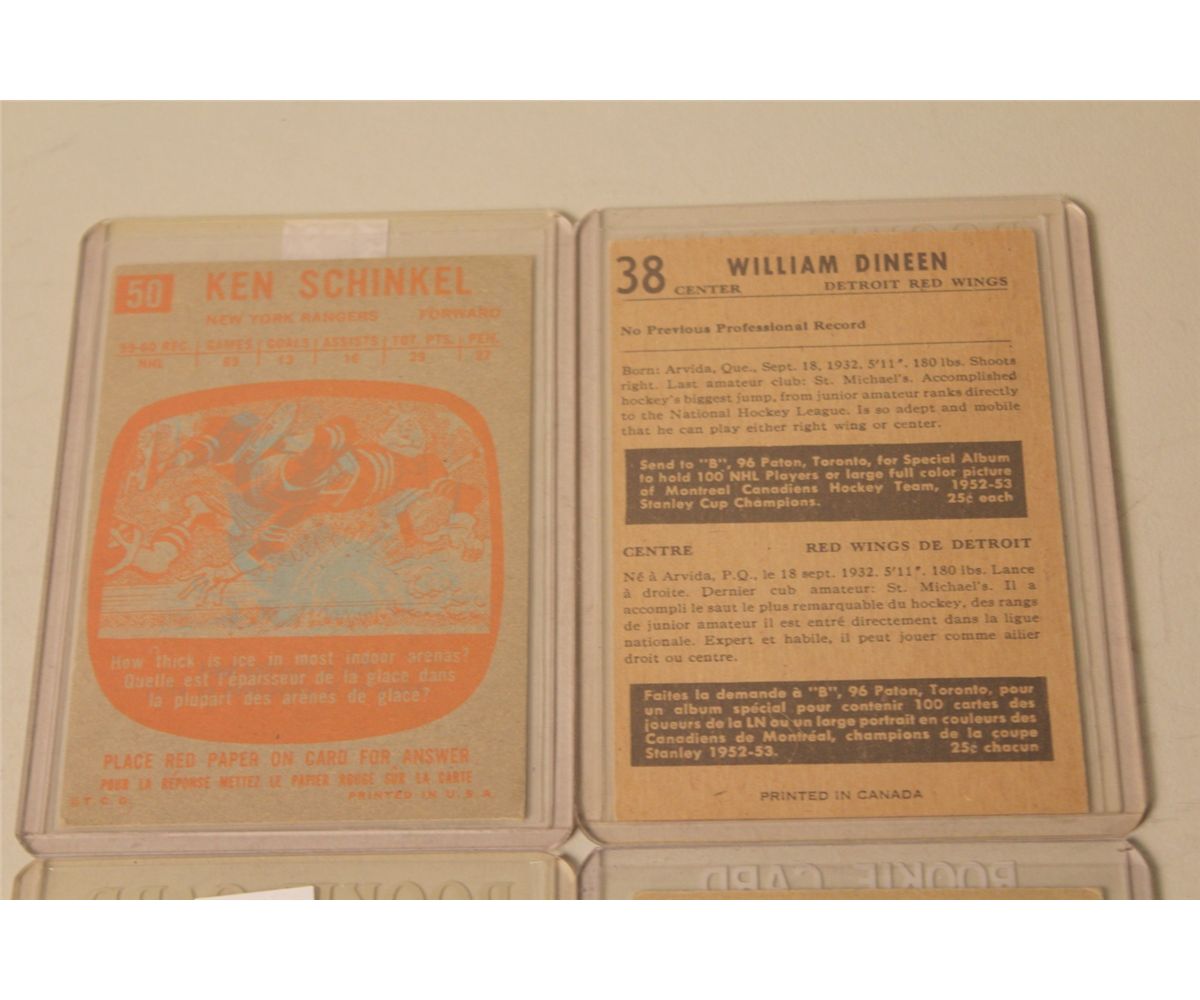 50 KEN SCHINKEL
NEW YORK RANGERS FORWARD
59-60 REC. GAMES GOALS ASSISTS TOT. PTS. PEN.
NHL 69 13 16 29 27
How thick is ice in most indoor arenas?
Quelle est l'épaisseur de la glace dans
la plupart des arènes de glace?
PLACE RED PAPER ON CARD FOR ANSWER
POUR LA RÉPONSE METTEZ LE PAPIER ROUGE SUR LA CARTE
©T.C.G. PRINTED IN U.S.A.
38 WILLIAM DINEEN
CENTER DETROIT RED WINGS
No Previous Professional Record
Born: Arvida, Que., Sept. 18, 1932. 5'11". 180 lbs. Shoots
right. Last amateur club: St. Michael's. Accomplished
hockey's biggest jump, from junior amateur ranks directly
to the National Hockey League. Is so adept and mobile
that he can play either right wing or center.
Send to "B", 96 Paton, Toronto, for Special Album
to hold 100 NHL Players or large full color picture
of Montreal Canadiens Hockey Team, 1952-53
Stanley Cup Champions. 25¢ each
CENTRE RED WINGS DE DETROIT
Né à Arvida, P.Q., le 18 sept. 1932. 5'11". 180 lbs. Lance
à droite. Dernier cub amateur: St. Michael's. Il a
accompli le saut le plus remarquable du hockey, des rangs
de junior amateur il est entré directement dans la ligue
nationale. Expert et habile, il peut jouer comme ailier
droit ou centre.
Faites la demande à "B", 96 Paton, Toronto, pour
un album spécial pour contenir 100 cartes des
joueurs de la LN ou un large portrait en couleurs des
Canadiens de Montréal, champions de la coupe
Stanley 1952-53. 25¢ chacun
PRINTED IN CANADA
ROOKIE CARD
ROOKIE CARD